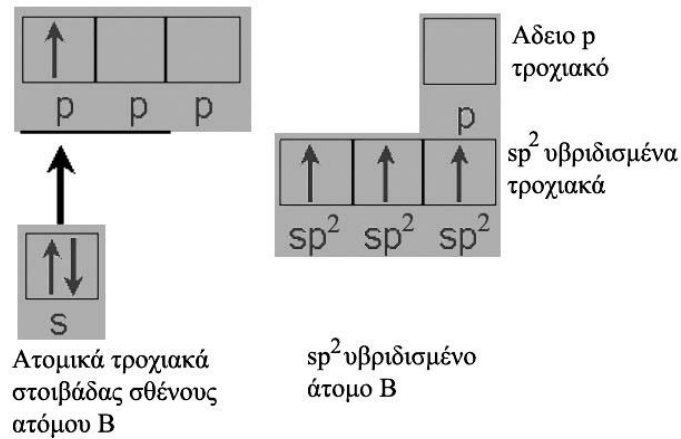 p p p
s
Ατομικά τροχιακά
στοιβάδας σθένους
ατόμου Β
Αδειο p
τροχιακό
p
sp² υβριδισμένα
τροχιακά
sp² sp² sp²
sp² υβριδισμένο
άτομο Β